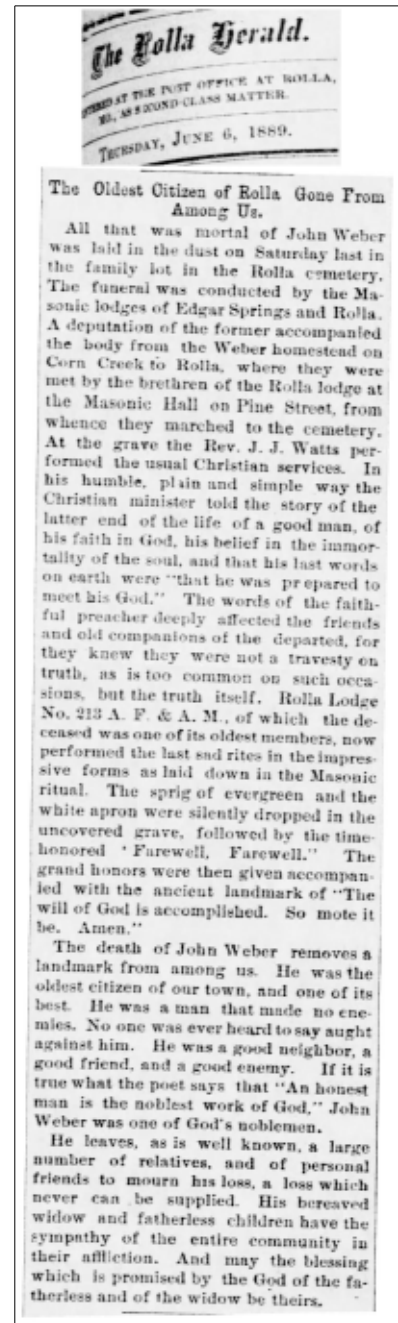 The Rolla Herald.
ENTERED AT THE POST OFFICE AT ROLLA,
MO., AS SECOND-CLASS MATTER.
THURSDAY, JUNE 6, 1889.
The Oldest Citizen of Rolla Gone From
Among Us.
All that was mortal of John Weber
was laid in the dust on Saturday last in
the family lot in the Rolla cemetery.
The funeral was conducted by the Ma-
sonic lodges of Edgar Springs and Rolla.
A deputation of the former accompanied
the body from the Weber homestead on
Corn Creek to Rolla, where they were
met by the brethren of the Rolla lodge at
the Masonic Hall on Pine Street, from
whence they marched to the cemetery.
At the grave the Rev. J. J. Watts per-
formed the usual Christian services. In
his humble, plain and simple way the
Christian minister told the story of the
latter end of the life of a good man, of
his faith in God, his belief in the immor-
tality of the soul, and that his last words
on earth were "that he was prepared to
meet his God." The words of the faith-
ful preacher deeply affected the friends
and old companions of the departed, for
they knew they were not a travesty on
truth, as is too common on such occa-
sions, but the truth itself. Rolla Lodge
No. 213 A. F. & A. M., of which the de-
ceased was one of its oldest members, now
performed the last sad rites in the impres-
sive forms as laid down in the Masonic
ritual. The sprig of evergreen and the
white apron were silently dropped in the
uncovered grave, followed by the time-
honored 'Farewell, Farewell." The
grand honors were then given accompan-
ied with the ancient landmark of "The
will of God is accomplished. So mote it
be. Amen."
The death of John Weber removes a
landmark from among us. He was the
oldest citizen of our town, and one of its
best. He was a man that made no ene-
mies. No one was ever heard to say aught
against him. He was a good neighbor, a
good friend, and a good enemy. If it is
true what the poet says that "An honest
man is the noblest work of God," John
Weber was one of God's noblemen.
He leaves, as is well known, a large
number of relatives, and of personal
friends to mourn his loss, a loss which
never can be supplied. His bereaved
widow and fatherless children have the
sympathy of the entire community in
their affliction. And may the blessing
which is promised by the God of the fa-
therless and of the widow be theirs.